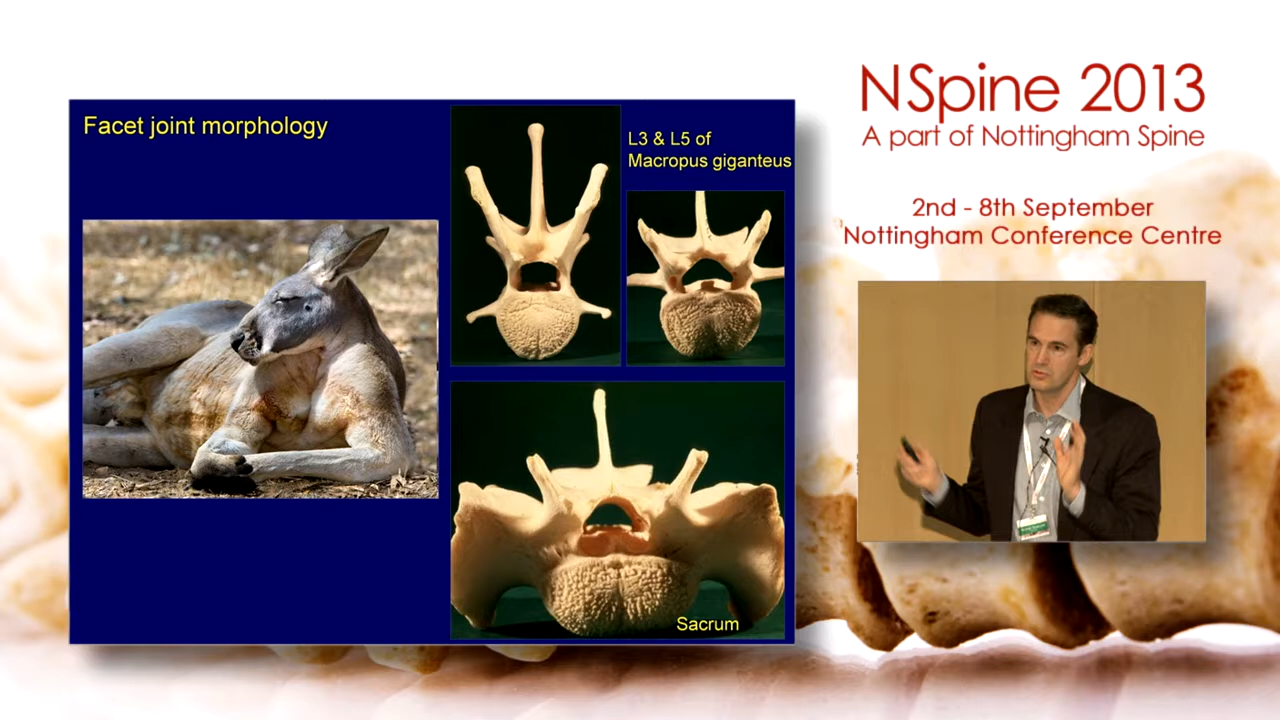 Facet joint morphology
L3 & L5 of
Macropus giganteus
Sacrum
NSpine 2013
A part of Nottingham Spine
2nd - 8th September
Nottingham Conference Centre